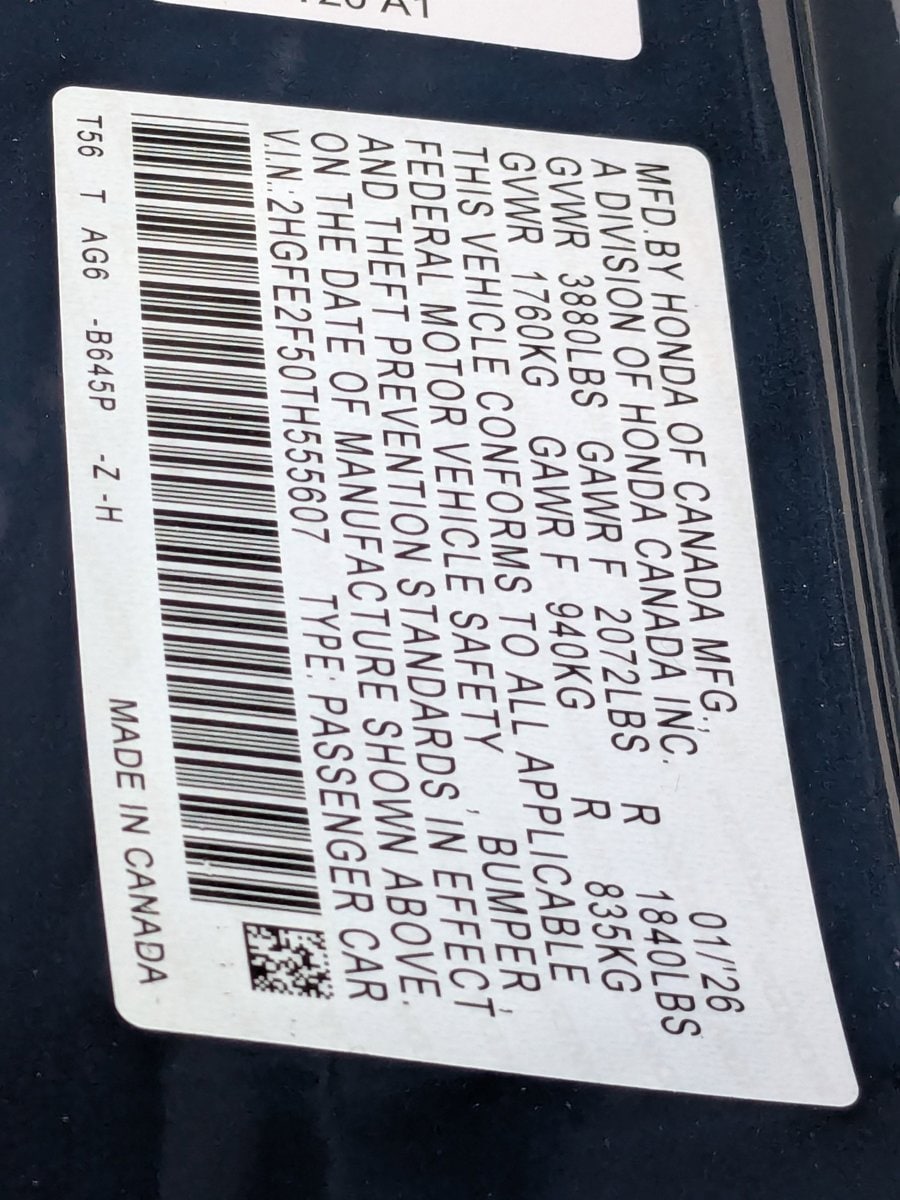 MFD.BY HONDA OF CANADA MFG., 01/'26
A DIVISION OF HONDA CANADA INC.
GVWR 3880LBS GAWR F 2072LBS R 1840LBS
GVWR 1760KG GAWR F 940KG R 835KG
THIS VEHICLE CONFORMS TO ALL APPLICABLE
FEDERAL MOTOR VEHICLE SAFETY , BUMPER ,
AND THEFT PREVENTION STANDARDS IN EFFECT
ON THE DATE OF MANUFACTURE SHOWN ABOVE.
V.I.N.:2HGFE2F50TH555607 TYPE: PASSENGER CAR
T56 T AG6 -B645P -Z -H
MADE IN CANADA